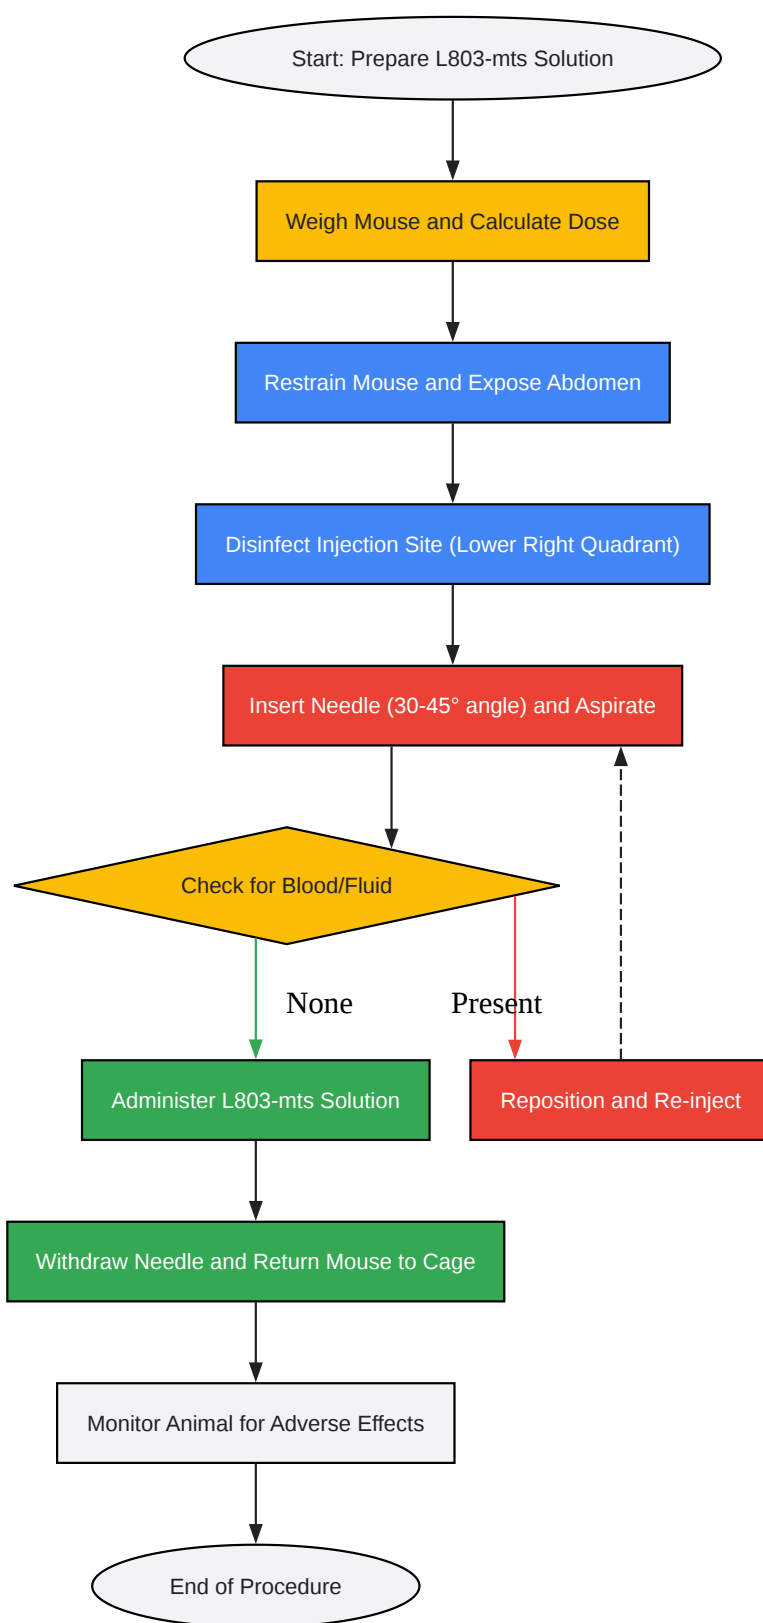 Start: Prepare L803-mts Solution
Weigh Mouse and Calculate Dose
Restrain Mouse and Expose Abdomen
Disinfect Injection Site (Lower Right Quadrant)
Insert Needle (30-45° angle) and Aspirate
Check for Blood/Fluid
None
Present
Administer L803-mts Solution
Reposition and Re-inject
Withdraw Needle and Return Mouse to Cage
Monitor Animal for Adverse Effects
End of Procedure